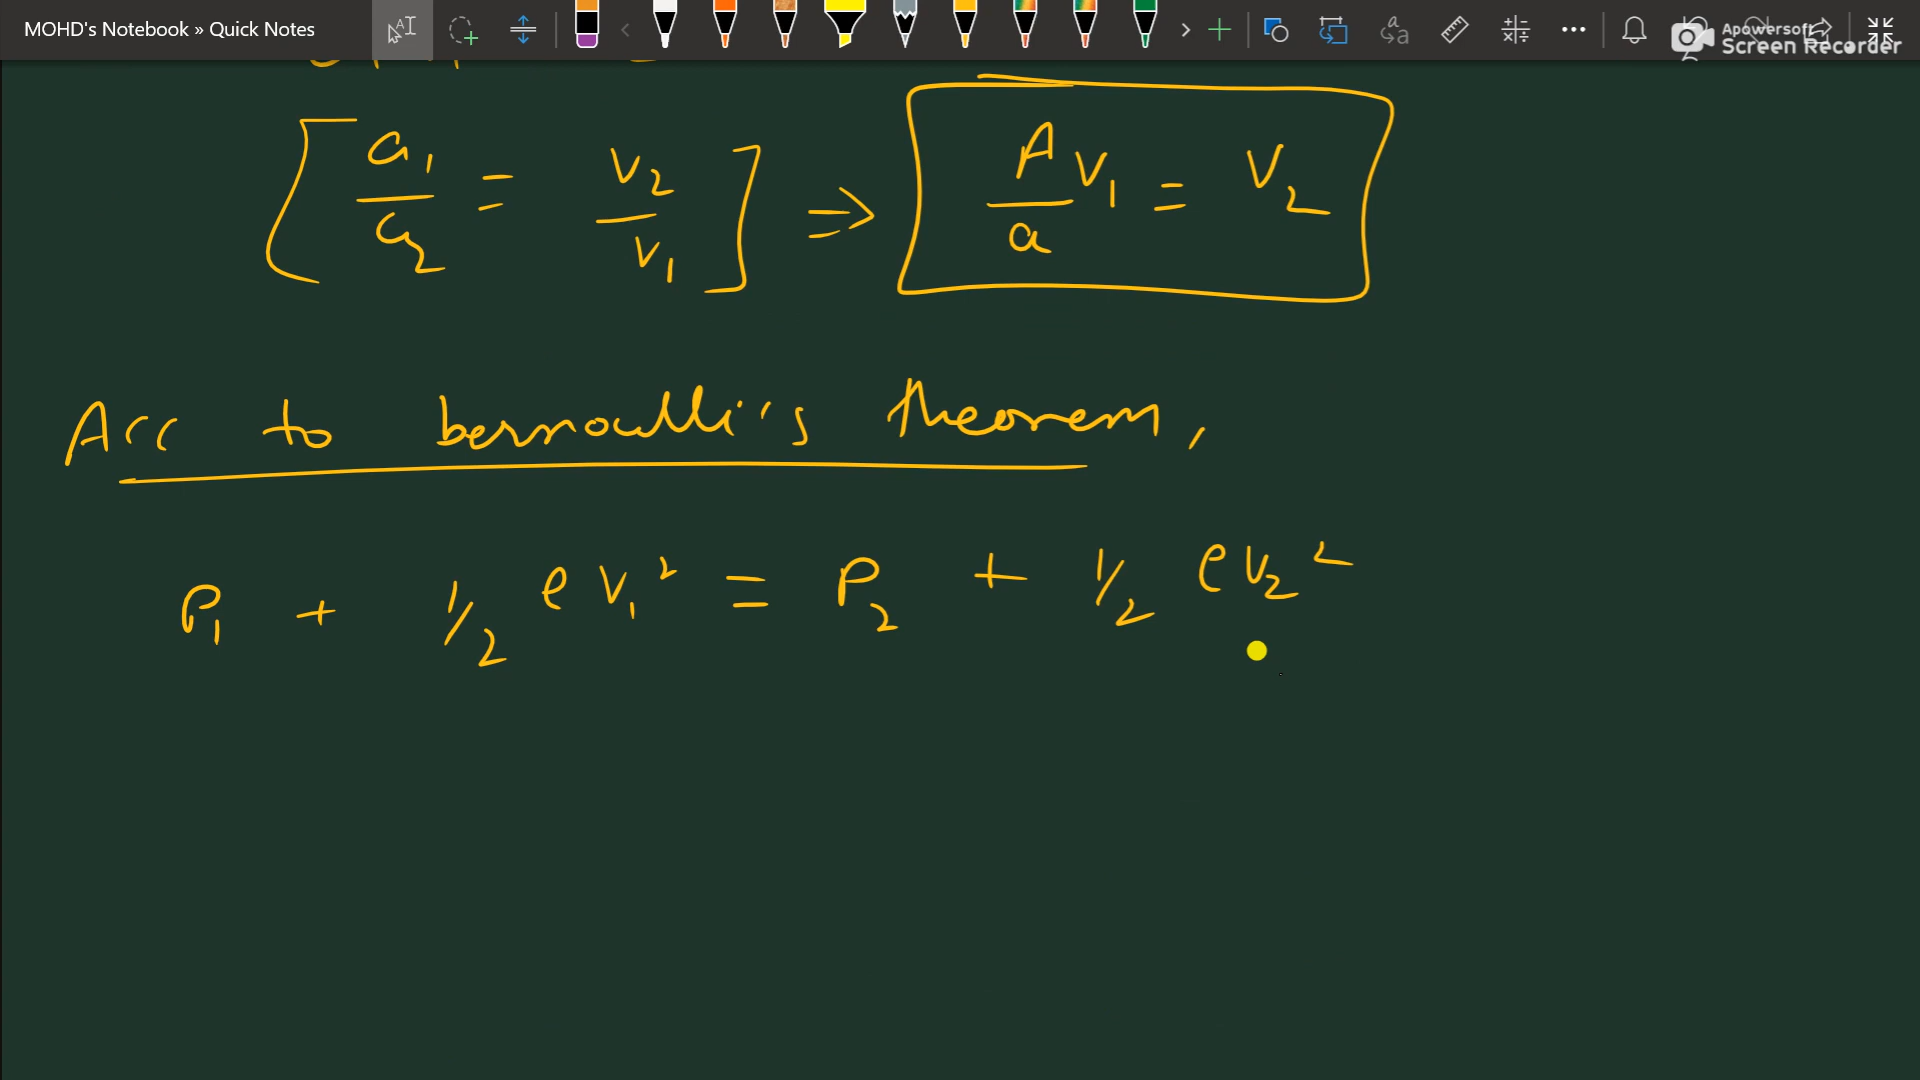 MOHD's Notebook » Quick Notes
Apowersoft
Screen Recorder
[a₁/a₂ = v₂/v₁] ⇒ A/a v₁ = V₂
Acc to bernoulli's theorem,
P₁ + 1/2 ρ V₁² = P₂ + 1/2 ρ V₂²